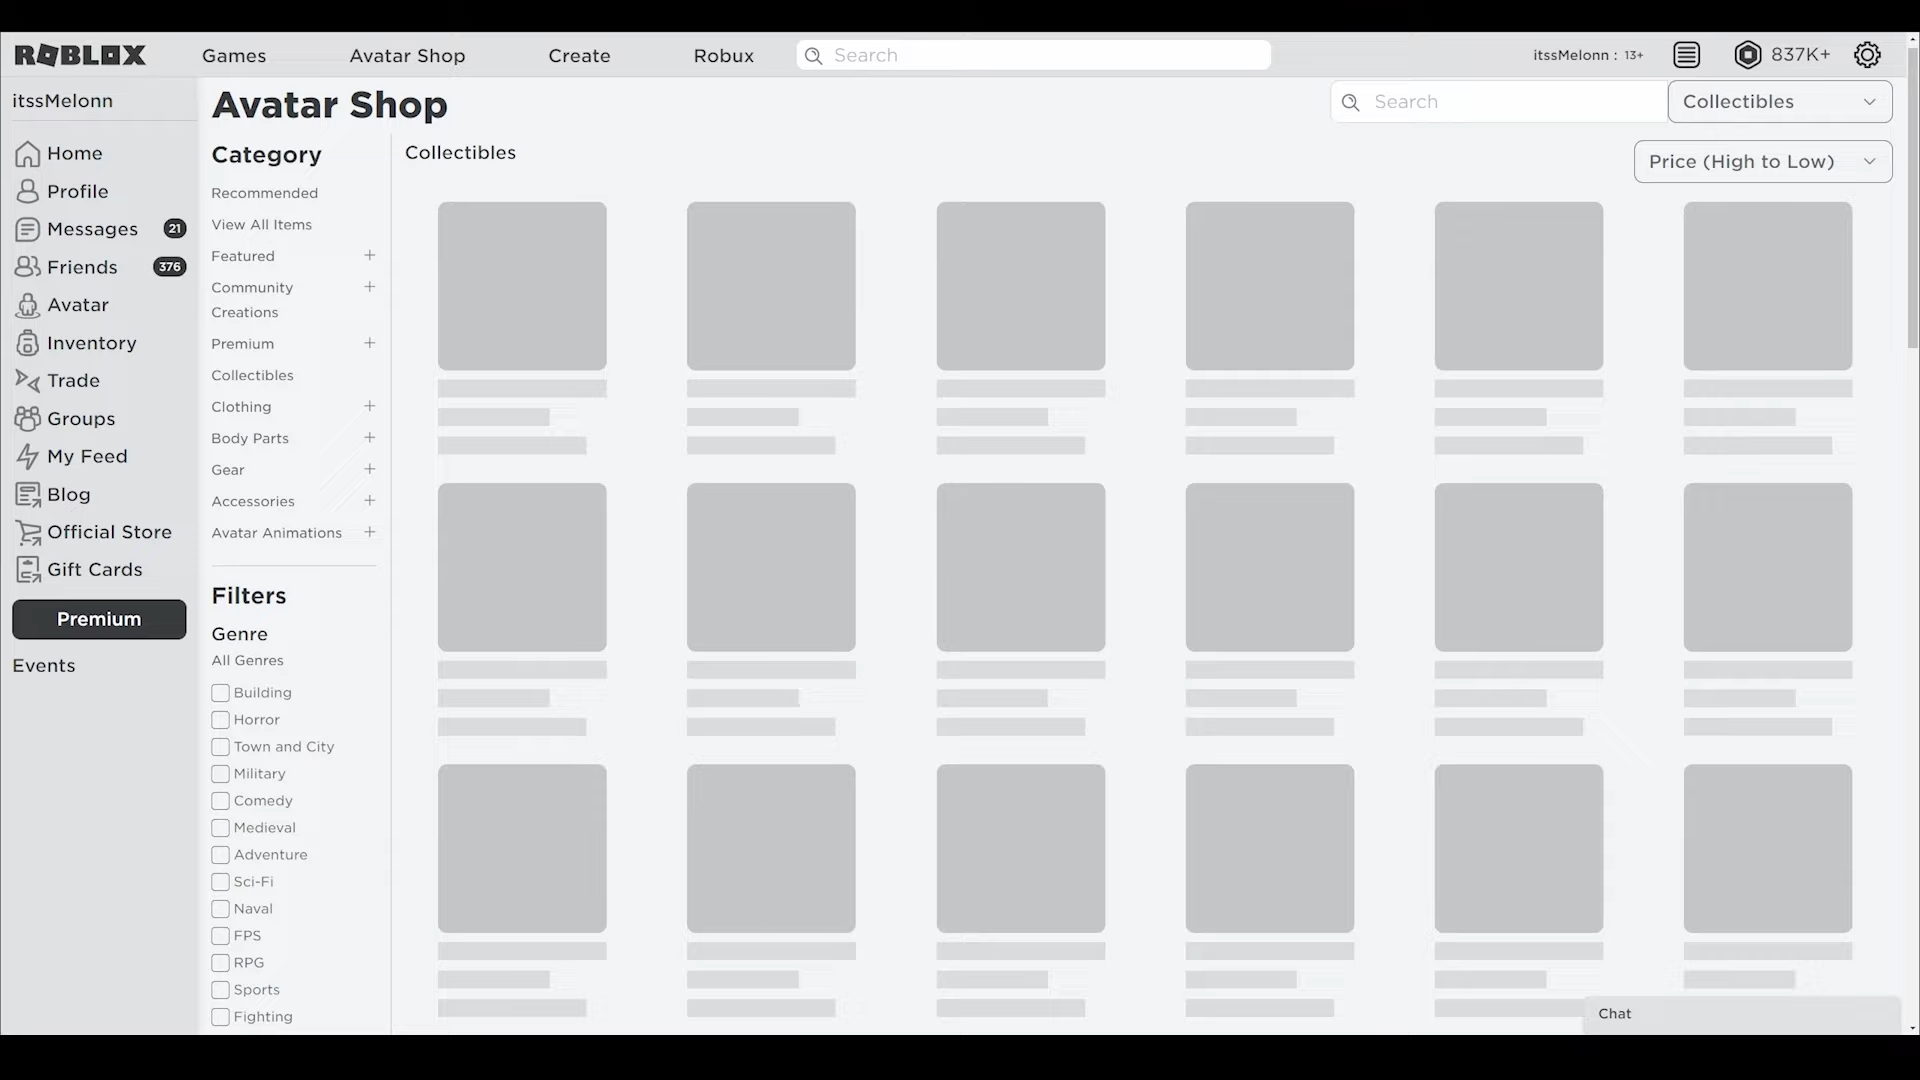 ROBLOX
Games
Avatar Shop
Create
Robux
Search
itssMelonn : 13+
837K+
itssMelonn
Home
Profile
Messages 21
Friends 376
Avatar
Inventory
Trade
Groups
My Feed
Blog
Official Store
Gift Cards
Premium
Events
Avatar Shop
Search
Collectibles
Category
Recommended
View All Items
Featured +
Community +
Creations
Premium +
Collectibles
Clothing +
Body Parts +
Gear +
Accessories +
Avatar Animations +
Filters
Genre
All Genres
Building
Horror
Town and City
Military
Comedy
Medieval
Adventure
Sci-Fi
Naval
FPS
RPG
Sports
Fighting
Collectibles
Price (High to Low)
Chat